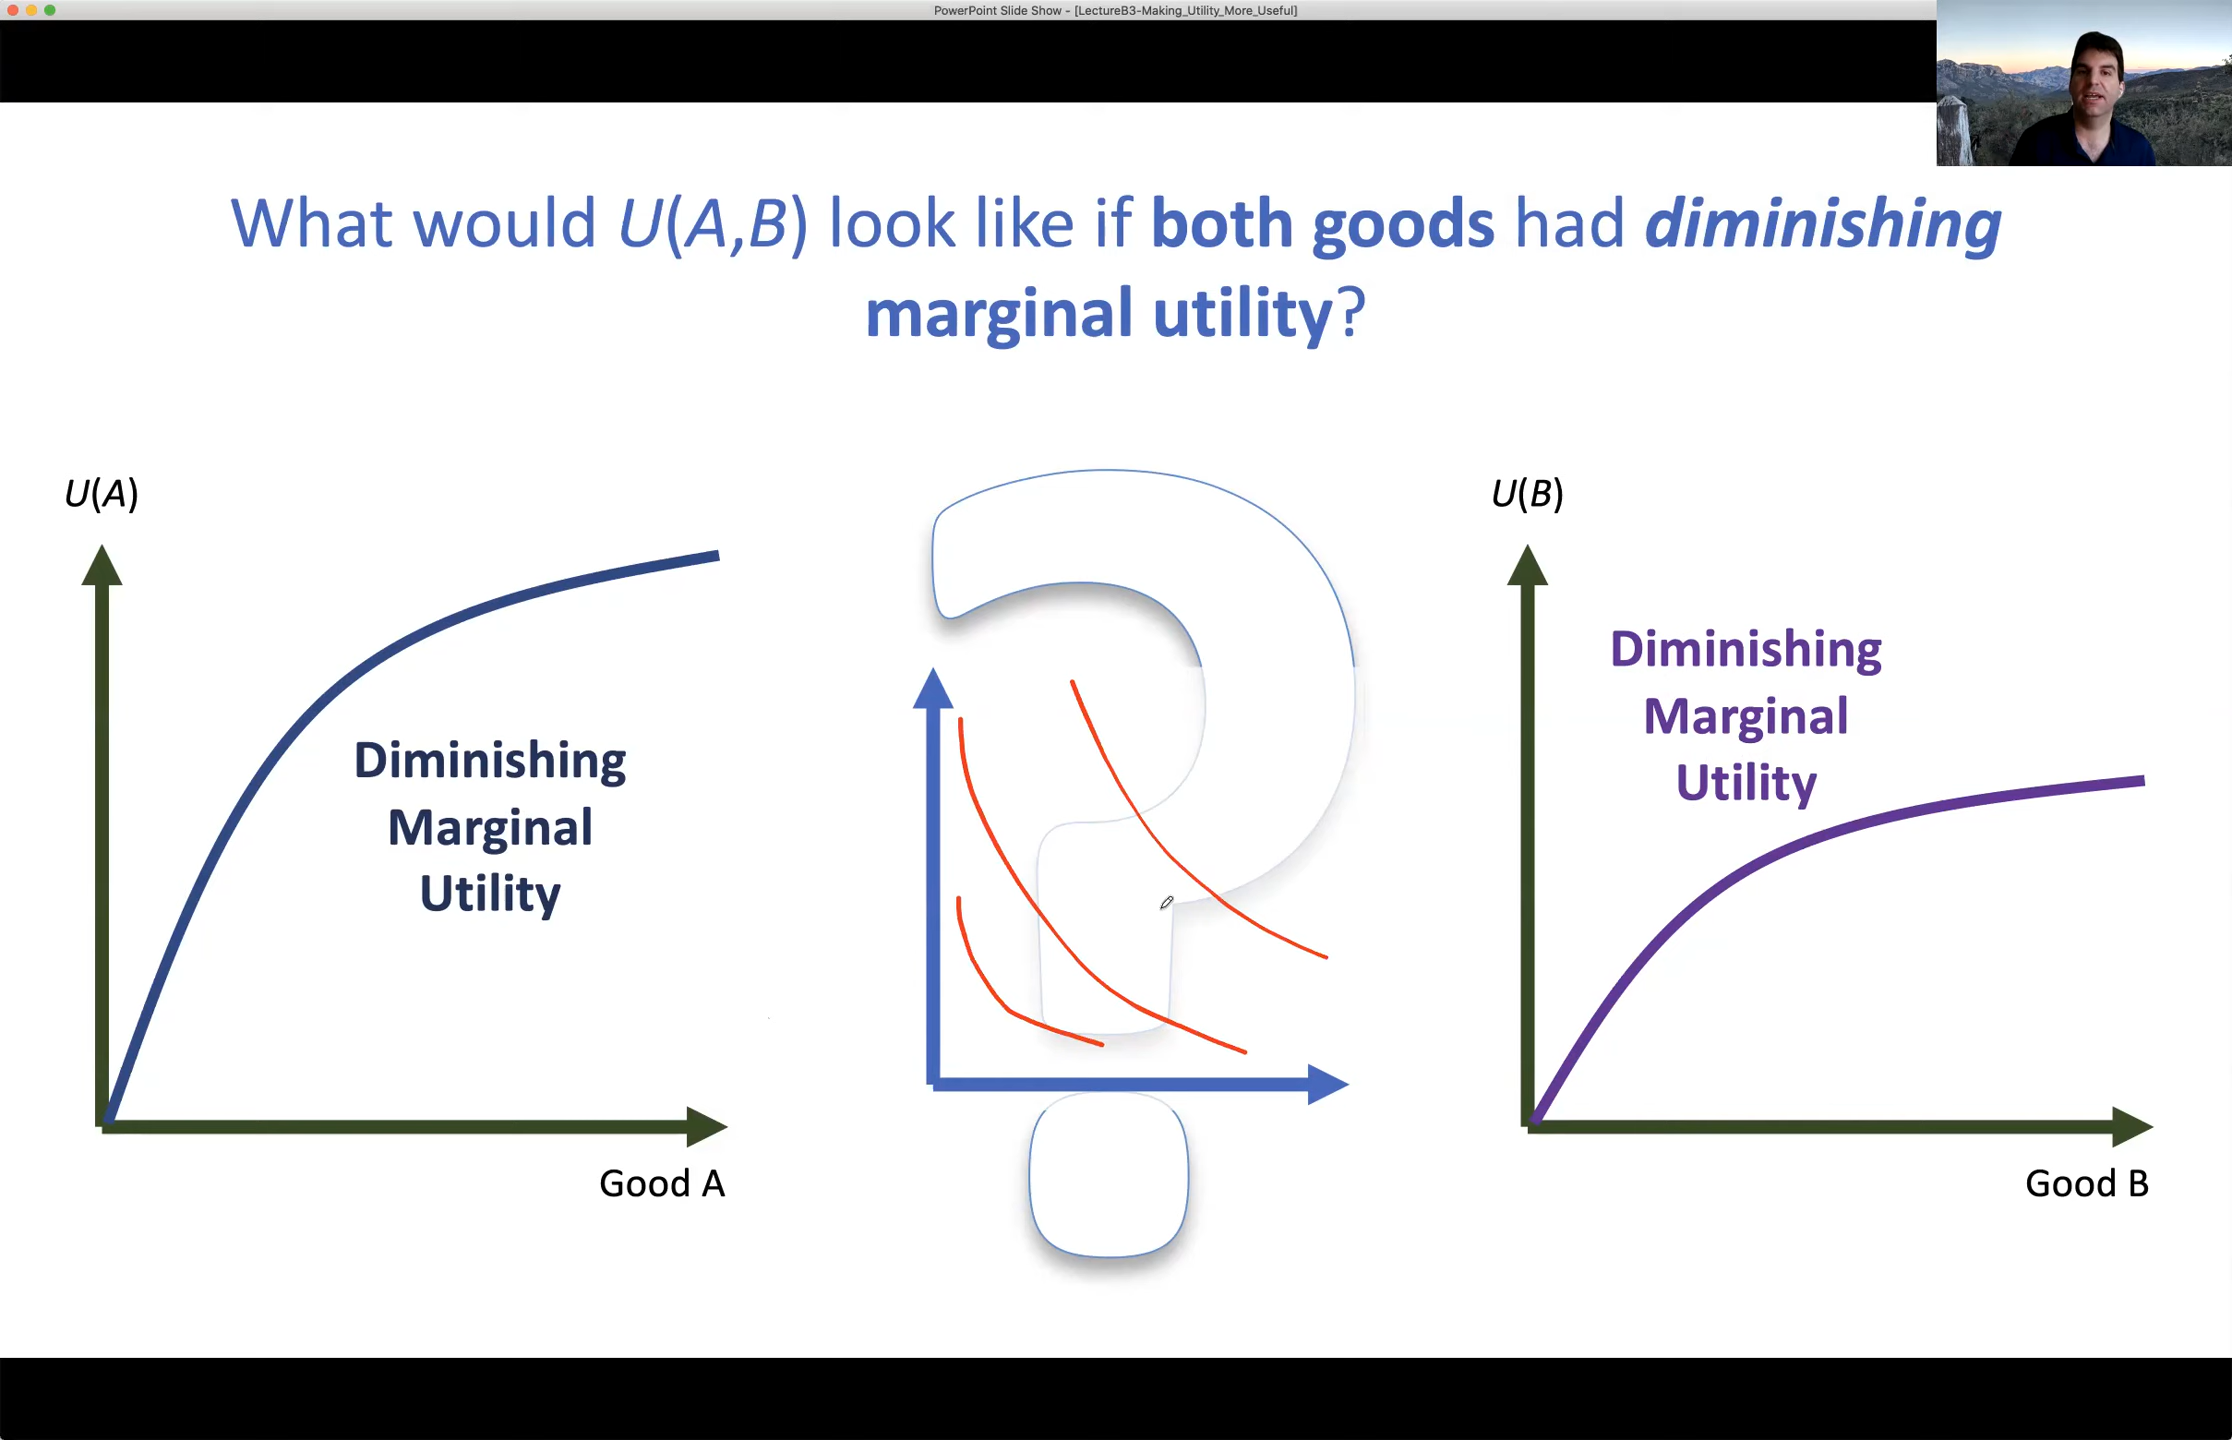 PowerPoint Slide Show - [LectureB3-Making_Utility_More_Useful]
What would U(A,B) look like if both goods had diminishing
marginal utility?
U(A)
Diminishing
Marginal
Utility
Good A
U(B)
Diminishing
Marginal
Utility
Good B